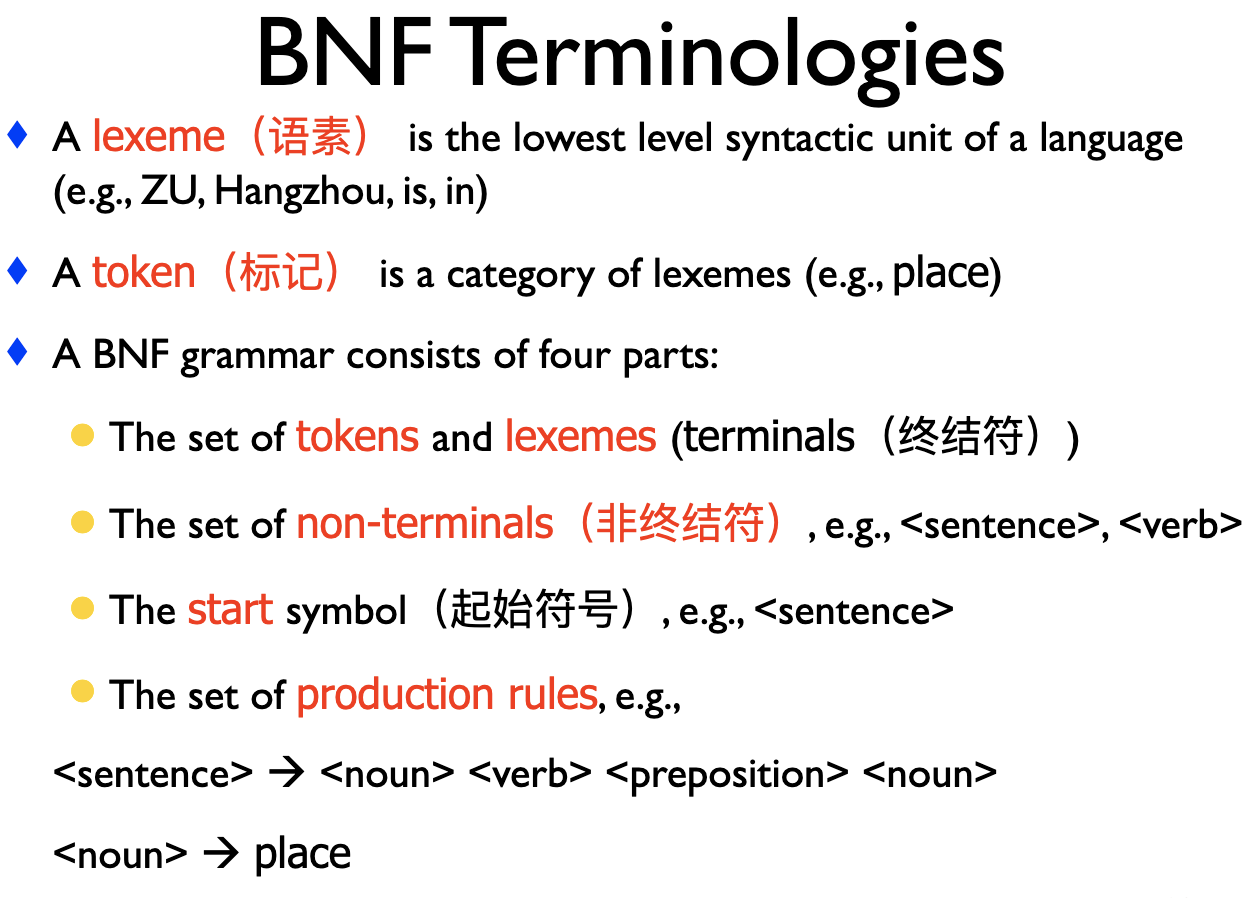 BNF Terminologies
A lexeme（语素） is the lowest level syntactic unit of a language
(e.g., ZU, Hangzhou, is, in)
A token（标记） is a category of lexemes (e.g., place)
A BNF grammar consists of four parts:
The set of tokens and lexemes (terminals（终结符）)
The set of non-terminals（非终结符）, e.g., <sentence>, <verb>
The start symbol（起始符号）, e.g., <sentence>
The set of production rules, e.g.,
<sentence> → <noun> <verb> <preposition> <noun>
<noun> → place